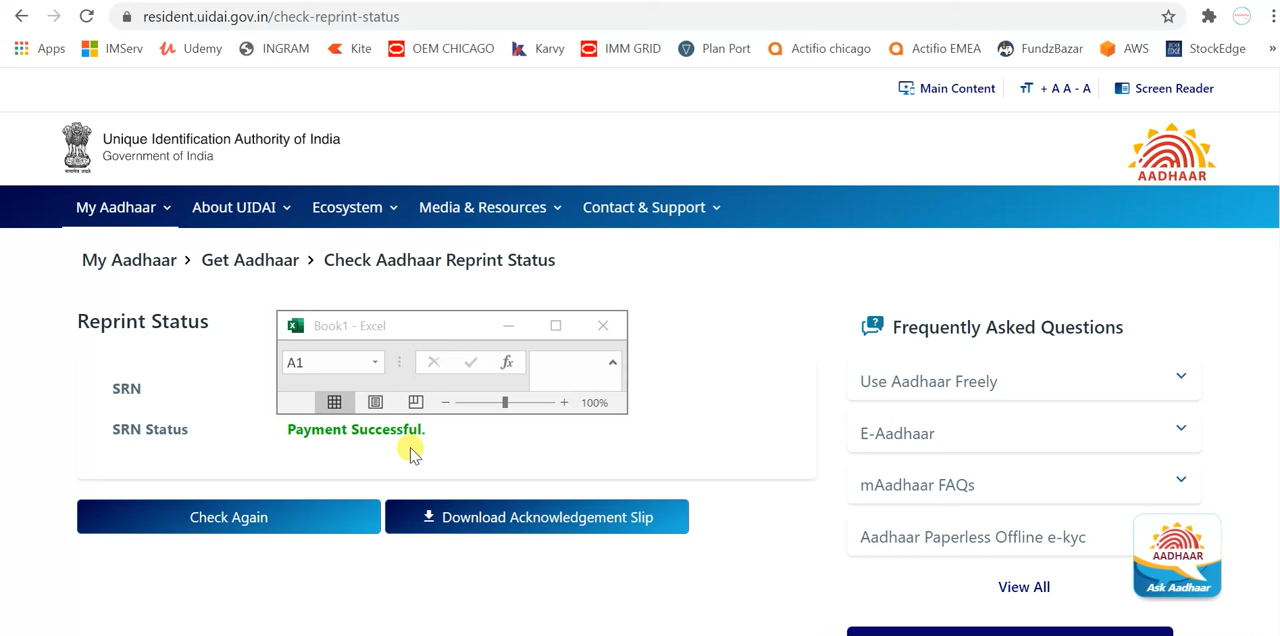 resident.uidai.gov.in/check-reprint-status
Apps IMServ Udemy INGRAM Kite OEM CHICAGO Karvy IMM GRID Plan Port Actifio chicago Actifio EMEA FundzBazar AWS StockEdge »
Main Content TT + A A - A Screen Reader
Unique Identification Authority of India
Government of India
AADHAAR
My Aadhaar About UIDAI Ecosystem Media & Resources Contact & Support
My Aadhaar > Get Aadhaar > Check Aadhaar Reprint Status
Reprint Status
Book1 - Excel
A1 fx
100%
SRN
SRN Status Payment Successful.
Check Again Download Acknowledgement Slip
Frequently Asked Questions
Use Aadhaar Freely
E-Aadhaar
mAadhaar FAQs
Aadhaar Paperless Offline e-kyc
View All
AADHAAR
Ask Aadhaar